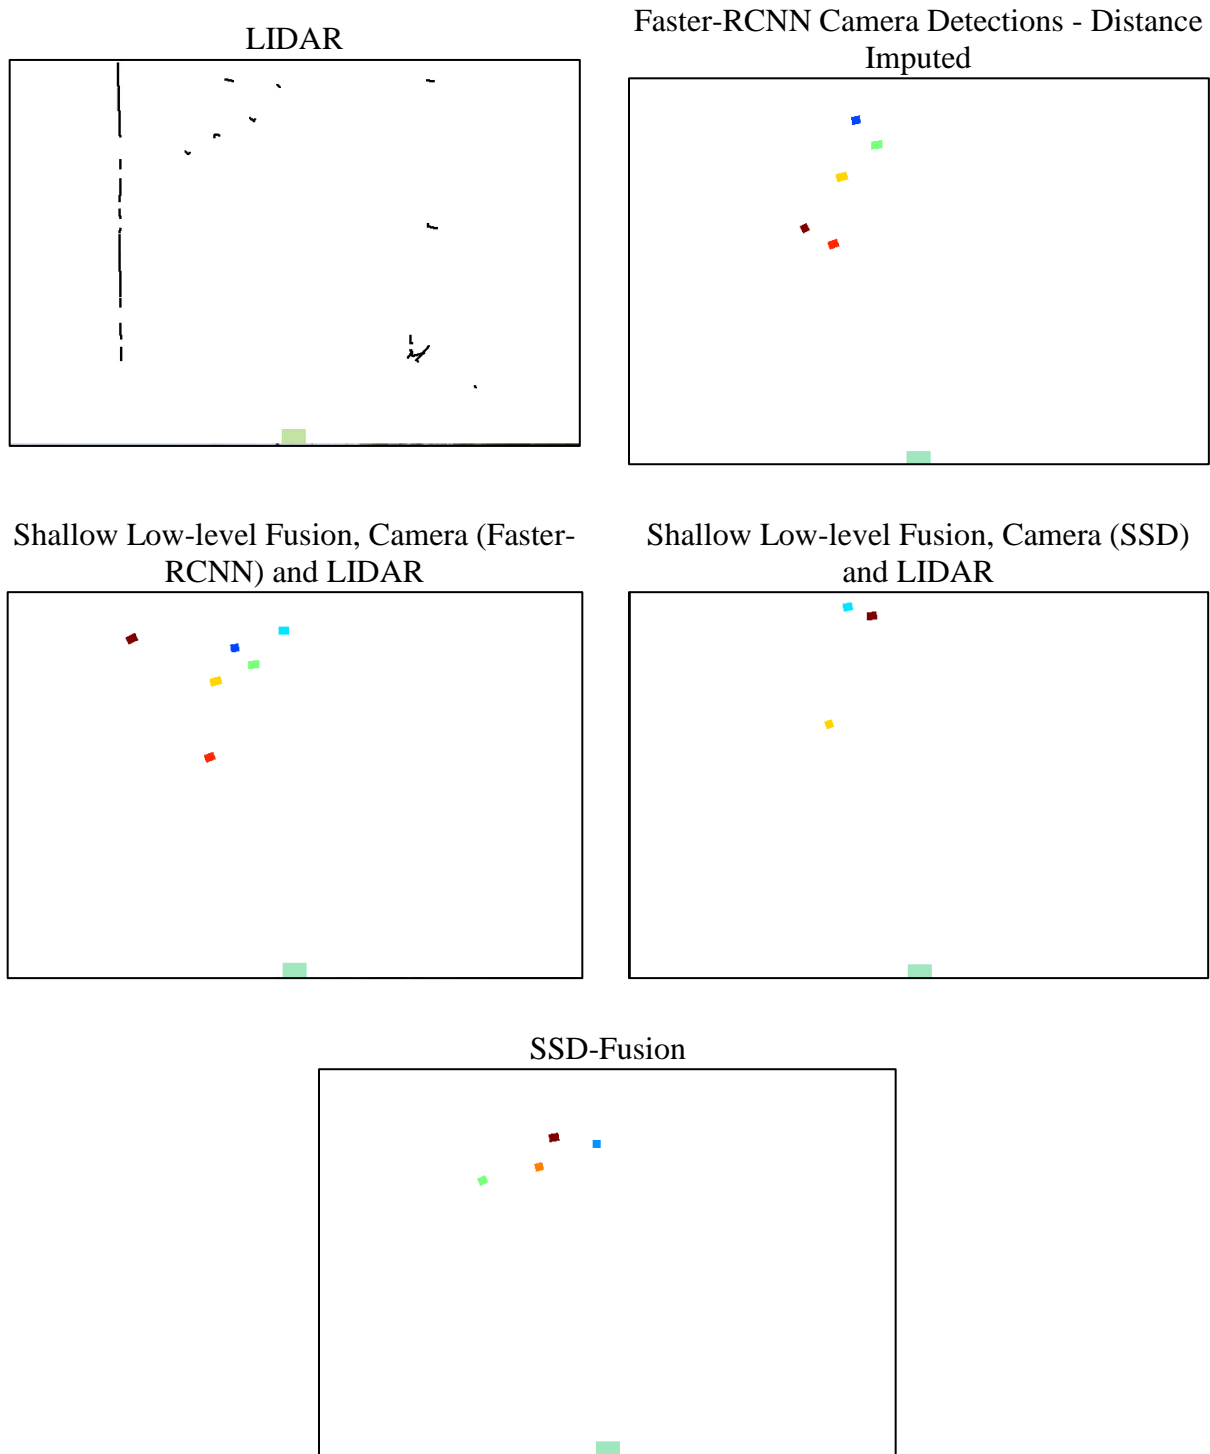 LIDAR
Faster-RCNN Camera Detections - Distance
Imputed
Shallow Low-level Fusion, Camera (Faster-
RCNN) and LIDAR
Shallow Low-level Fusion, Camera (SSD)
and LIDAR
SSD-Fusion